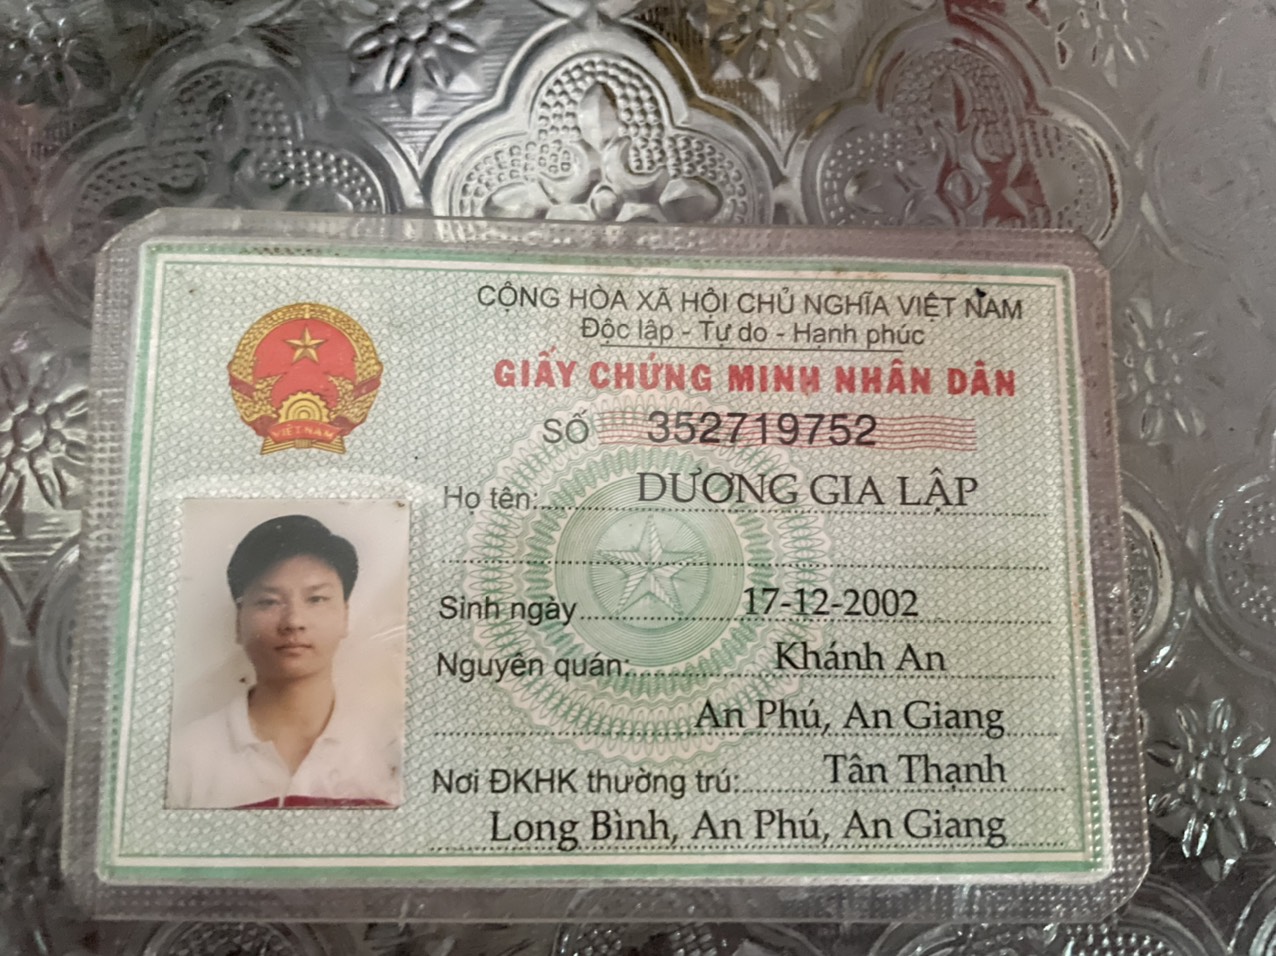 CỘNG HÒA XÃ HỘI CHỦ NGHĨA VIỆT NAM
Độc lập - Tự do - Hạnh phúc
GIẤY CHỨNG MINH NHÂN DÂN
SỐ 352719752
Họ tên: DƯƠNG GIA LẬP
Sinh ngày 17-12-2002
Nguyên quán: Khánh An
An Phú, An Giang
Nơi ĐKHK thường trú: Tân Thạnh
Long Bình, An Phú, An Giang
VIỆT NAM